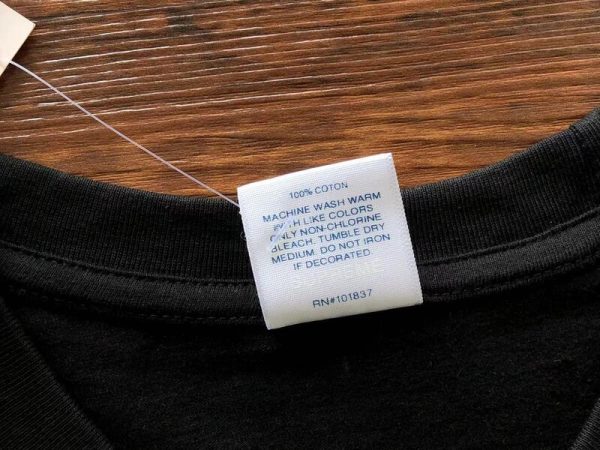 100% COTON
MACHINE WASH WARM
WITH LIKE COLORS
ONLY NON-CHLORINE
BLEACH. TUMBLE DRY
MEDIUM. DO NOT IRON
IF DECORATED
RN#101837